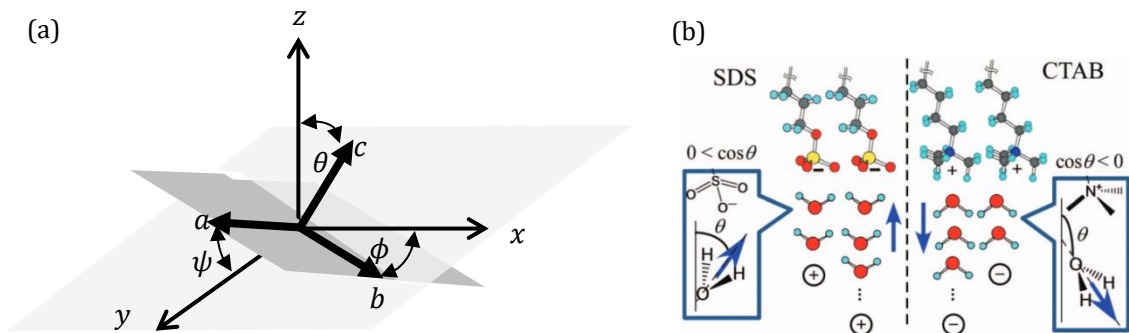 (a)
z
θ
c
a
x
ψ
ϕ
b
y
(b)
SDS
CTAB
0 < cosθ
cosθ < 0
− −
+ +
S
O O
O⁻
N⁺
θ
H
H
O
θ
O
H
H
+
−
⋮
⋮
+
−